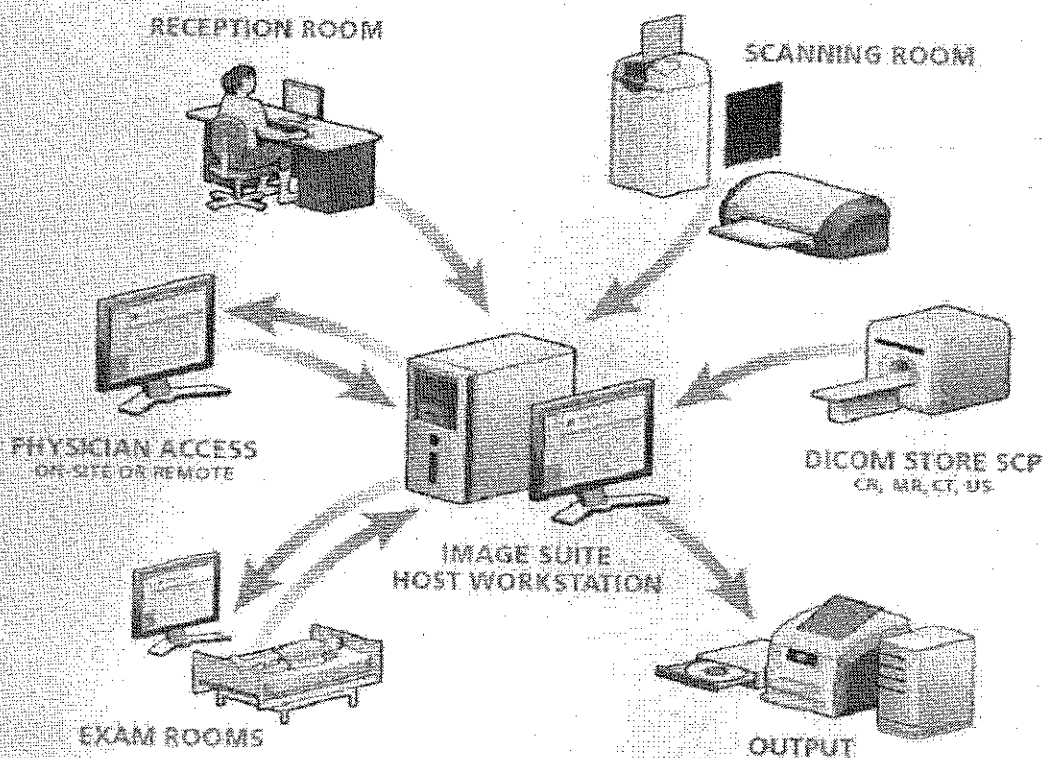 RECEPTION ROOM
SCANNING ROOM
PHYSICIAN ACCESS
ON-SITE OR REMOTE
DICOM STORE SCP
CR, MR, CT, US
IMAGE SUITE
HOST WORKSTATION
EXAM ROOMS
OUTPUT